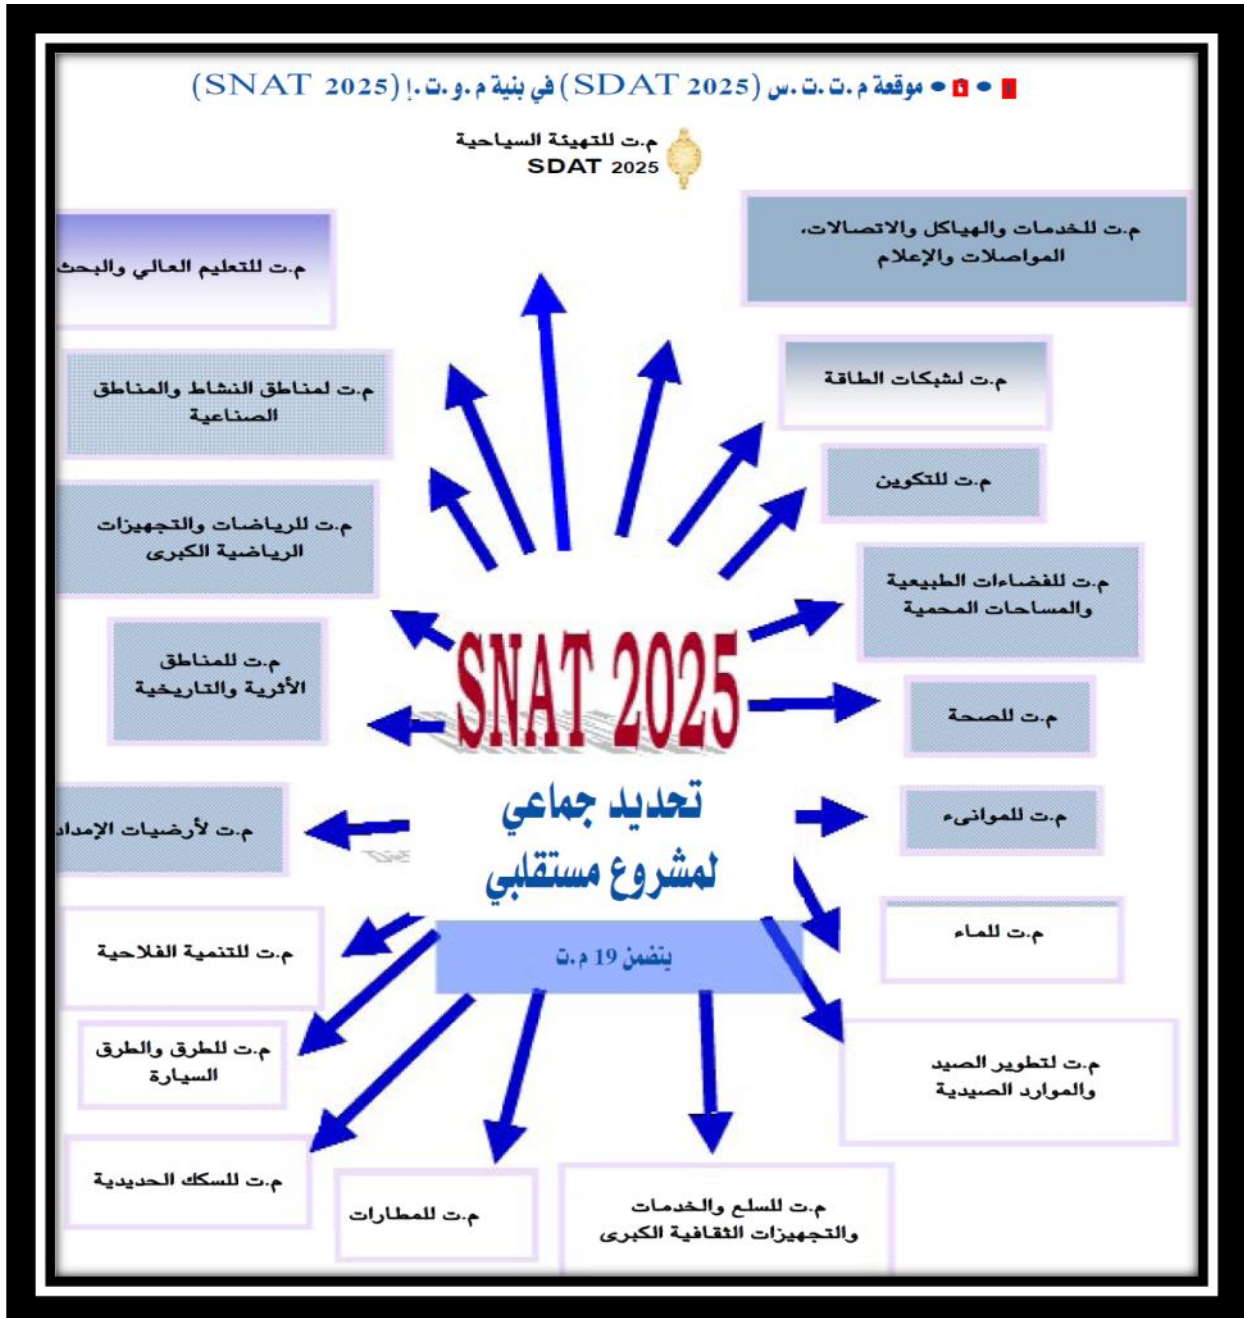 • • • موقعة م.ت.ت.س (SDAT 2025) في بنية م.و.ت.إ (SNAT 2025)
م.ت للتهيئة السياحية
SDAT 2025
م.ت للخدمات والهياكل والاتصالات،
المواصلات والإعلام
م.ت للتعليم العالي والبحث
م.ت لشبكات الطاقة
م.ت لمناطق النشاط والمناطق
الصناعية
م.ت للتكوين
م.ت للرياضات والتجهيزات
الرياضية الكبرى
م.ت للفضاءات الطبيعية
والمساحات المحمية
م.ت للمناطق
الأثرية والتاريخية
SNAT 2025
م.ت للصحة
تحديد جماعي
لمشروع مستقلبي
م.ت للموانىء
م.ت لأرضيات الإمداد
م.ت للماء
م.ت للتنمية الفلاحية
يتضمن 19 م.ت
م.ت للطرق والطرق
السيارة
م.ت لتطوير الصيد
والموارد الصيدية
م.ت للسكك الحديدية
م.ت للمطارات
م.ت للسلع والخدمات
والتجهيزات الثقافية الكبرى